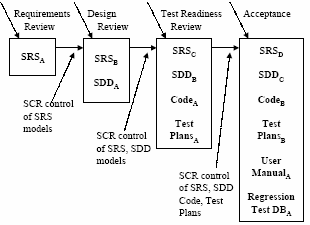 Requirements
Review
Design
Review
Test Readiness
Review
Acceptance
SRSA
SCR control
of SRS
models
SRSB
SDDA
SCR control
of SRS, SDD
models
SRSC
SDDB
CodeA
Test
PlansA
SCR control
of SRS, SDD
Code, Test
Plans
SRSD
SDDC
CodeB
Test
PlansB
User
ManualA
Regression
Test DBA